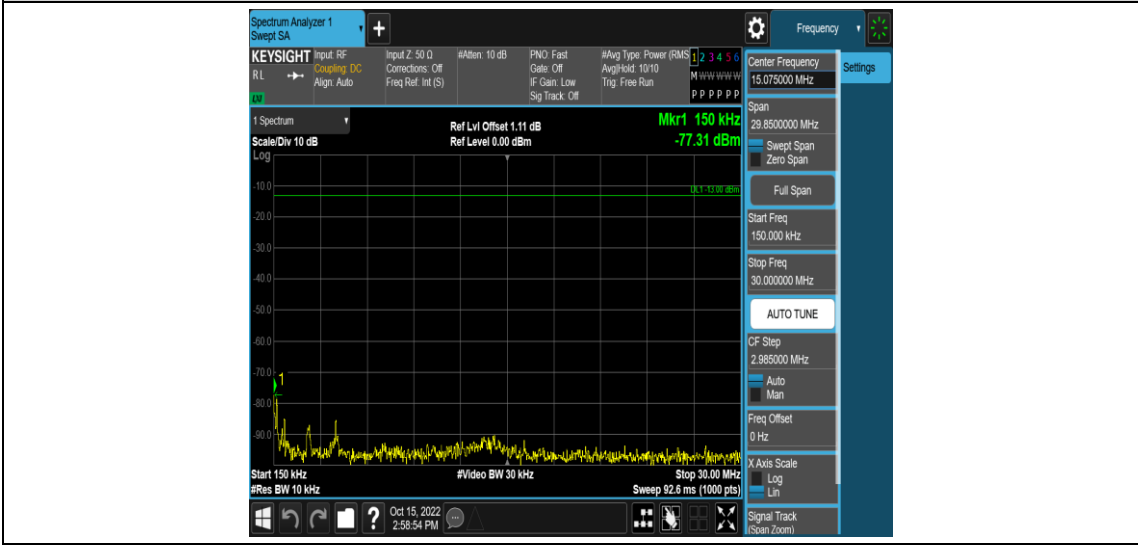 Spectrum Analyzer 1
Swept SA
+
Frequency
KEYSIGHT
RL
LXI
Input: RF
Coupling: DC
Align: Auto
Input Z: 50 Ω
Corrections: Off
Freq Ref: Int (S)
#Atten: 10 dB
PNO: Fast
Gate: Off
IF Gain: Low
Sig Track: Off
#Avg Type: Power (RMS
Avg|Hold: 10/10
Trig: Free Run
1 2 3 4 5 6
M W W W W W
P P P P P P
1 Spectrum
Scale/Div 10 dB
Log
Ref Lvl Offset 1.11 dB
Ref Level 0.00 dBm
Mkr1 150 kHz
-77.31 dBm
DL1 -13.00 dBm
-10.0
-20.0
-30.0
-40.0
-50.0
-60.0
-70.0
1
-80.0
-90.0
Start 150 kHz
#Video BW 30 kHz
Stop 30.00 MHz
#Res BW 10 kHz
Sweep 92.6 ms (1000 pts)
Center Frequency
15.075000 MHz
Settings
Span
29.8500000 MHz
Swept Span
Zero Span
Full Span
Start Freq
150.000 kHz
Stop Freq
30.000000 MHz
AUTO TUNE
CF Step
2.985000 MHz
Auto
Man
Freq Offset
0 Hz
X Axis Scale
Log
Lin
Signal Track
(Span Zoom)
?
Oct 15, 2022
2:58:54 PM